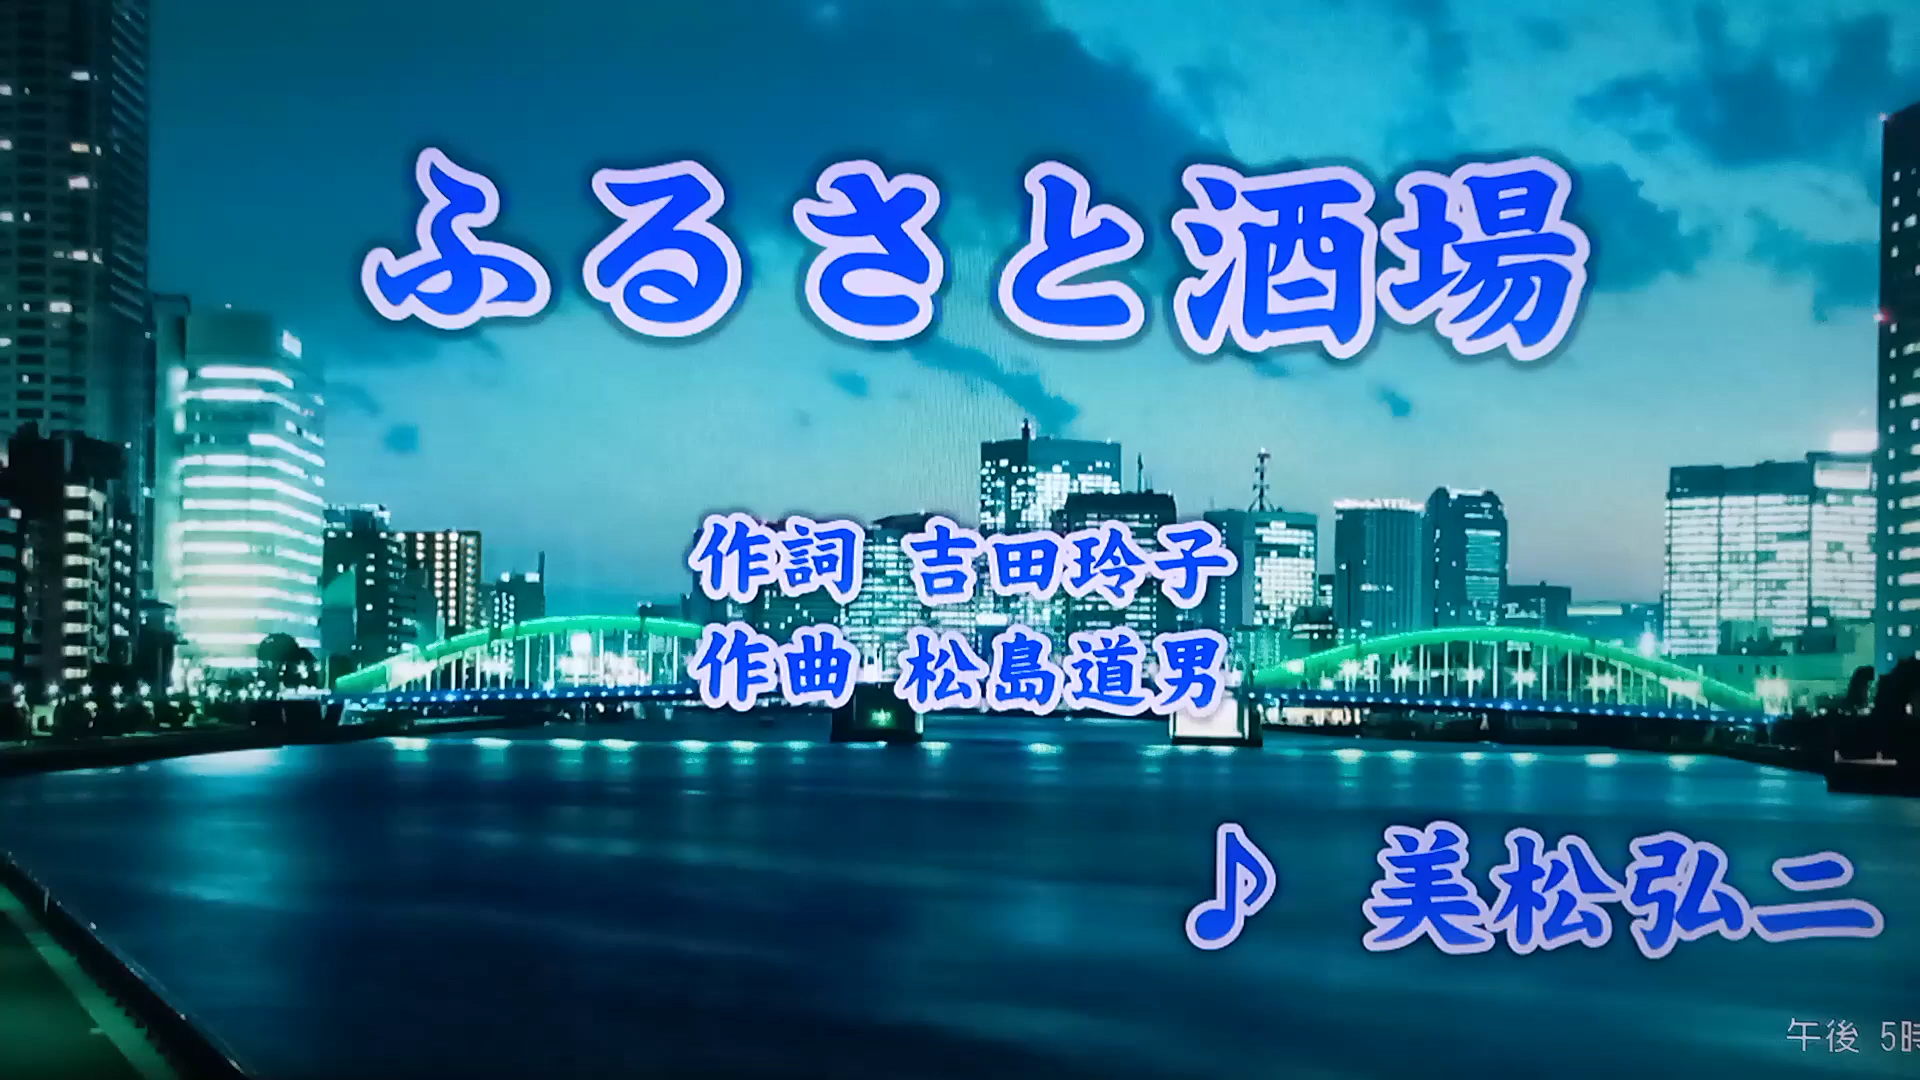 ふるさと酒場
作詞 吉田玲子
作曲 松島道男
♪ 美松弘二
午後 5時